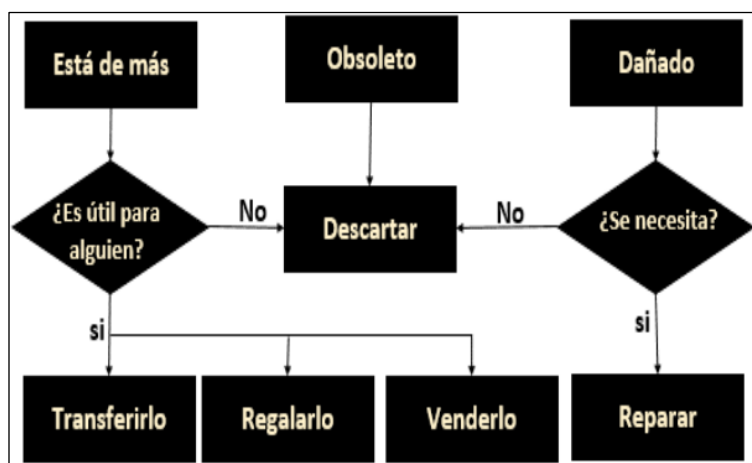 Está de más
Obsoleto
Dañado
¿Es útil para
alguien?
No
Descartar
No
¿Se necesita?
si
si
Transferirlo
Regalarlo
Venderlo
Reparar